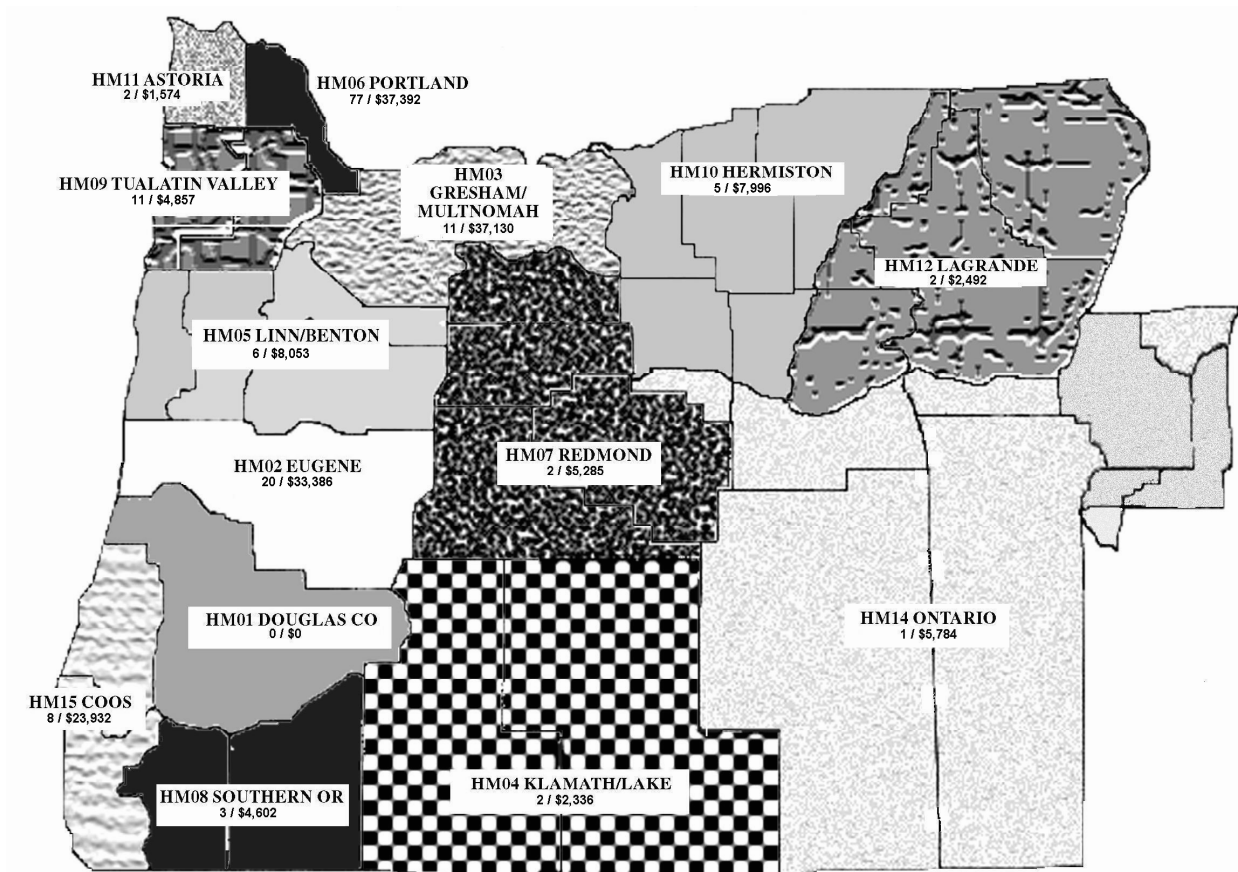 HM11 ASTORIA
2 / $1,574
HM06 PORTLAND
77 / $37,392
HM09 TUALATIN VALLEY
11 / $4,857
HM03
GRESHAM/
MULTNOMAH
11 / $37,130
HM10 HERMISTON
5 / $7,996
HM12 LAGRANDE
2 / $2,492
HM05 LINN/BENTON
6 / $8,053
HM02 EUGENE
20 / $33,386
HM07 REDMOND
2 / $5,285
HM01 DOUGLAS CO
0 / $0
HM14 ONTARIO
1 / $5,784
HM15 COOS
8 / $23,932
HM08 SOUTHERN OR
3 / $4,602
HM04 KLAMATH/LAKE
2 / $2,336